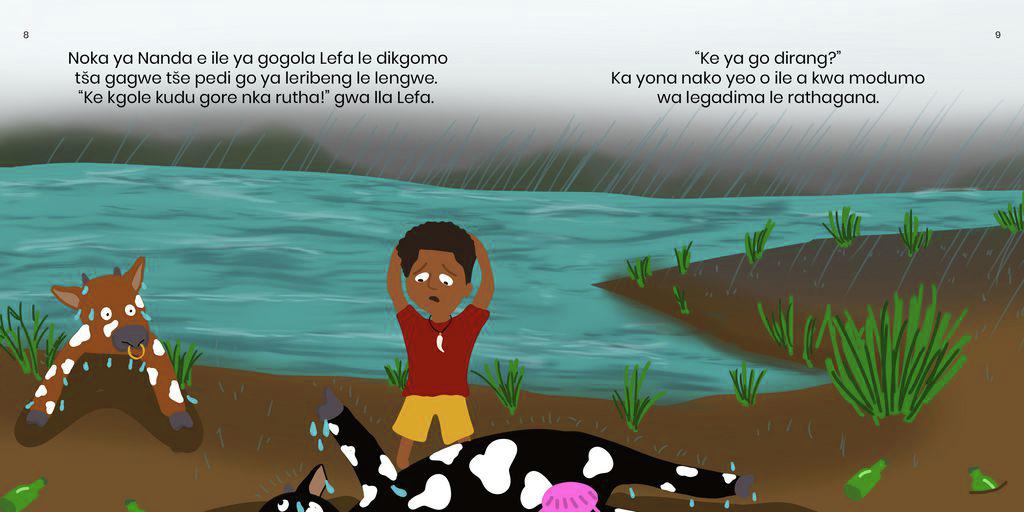 8
Noka ya Nanda e ile ya gogola Lefa le dikgomo
tša gagwe tše pedi go ya leribeng le lengwe.
“Ke kgole kudu gore nka rutha!” gwa lla Lefa.
9
“Ke ya go dirang?”
Ka yona nako yeo o ile a kwa modumo
wa legadima le rathagana.